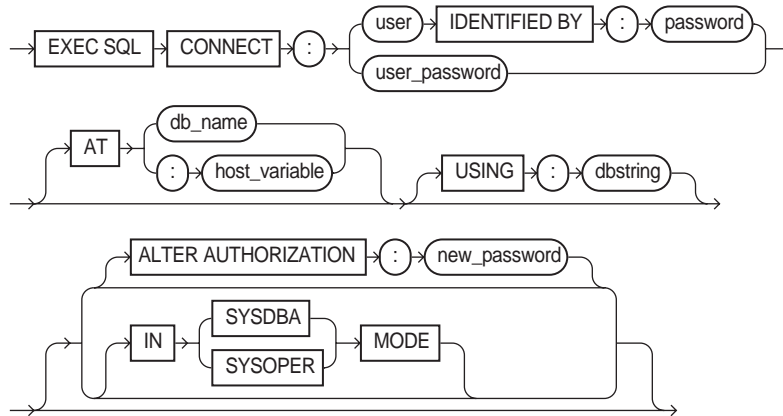 EXEC SQL CONNECT : user IDENTIFIED BY : password
user_password
AT db_name
: host_variable
USING : dbstring
ALTER AUTHORIZATION : new_password
IN SYSDBA MODE
SYSOPER